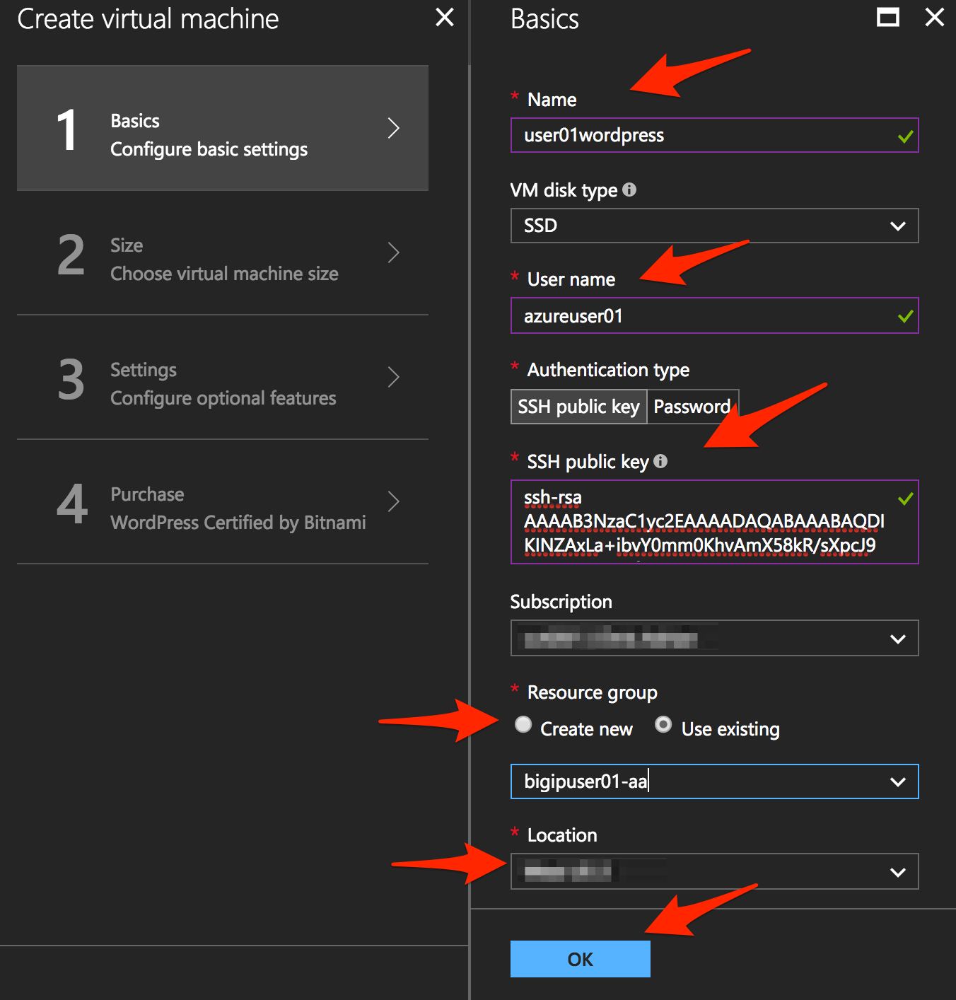 Create virtual machine
1
Basics
Configure basic settings
2
Size
Choose virtual machine size
3
Settings
Configure optional features
4
Purchase
WordPress Certified by Bitnami
Basics
* Name
user01wordpress
VM disk type
SSD
* User name
azureuser01
* Authentication type
SSH public key Password
* SSH public key
ssh-rsa
AAAAB3NzaC1yc2EAAAADAQABAAABAQDI
KINZAxLa+ibvY0mm0KhvAmX58kR/sXpcJ9
Subscription
* Resource group
Create new Use existing
bigipuser01-aa
* Location
OK